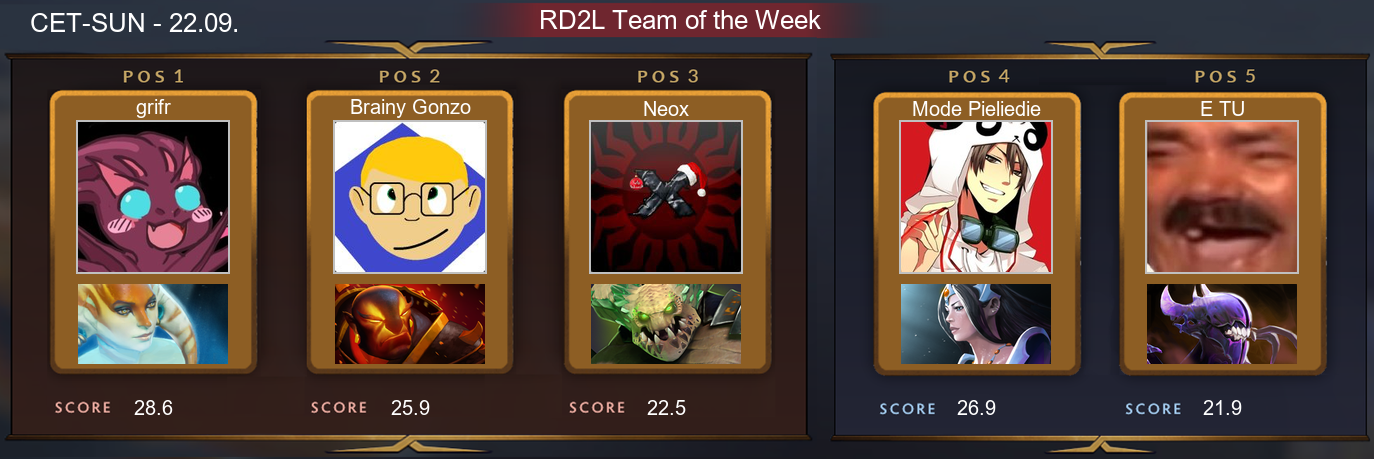 CET-SUN - 22.09.
RD2L Team of the Week
POS 1
POS 2
POS 3
POS 4
POS 5
grifr
Brainy Gonzo
Neox
Mode Pieliedie
E TU
SCORE 28.6
SCORE 25.9
SCORE 22.5
SCORE 26.9
SCORE 21.9